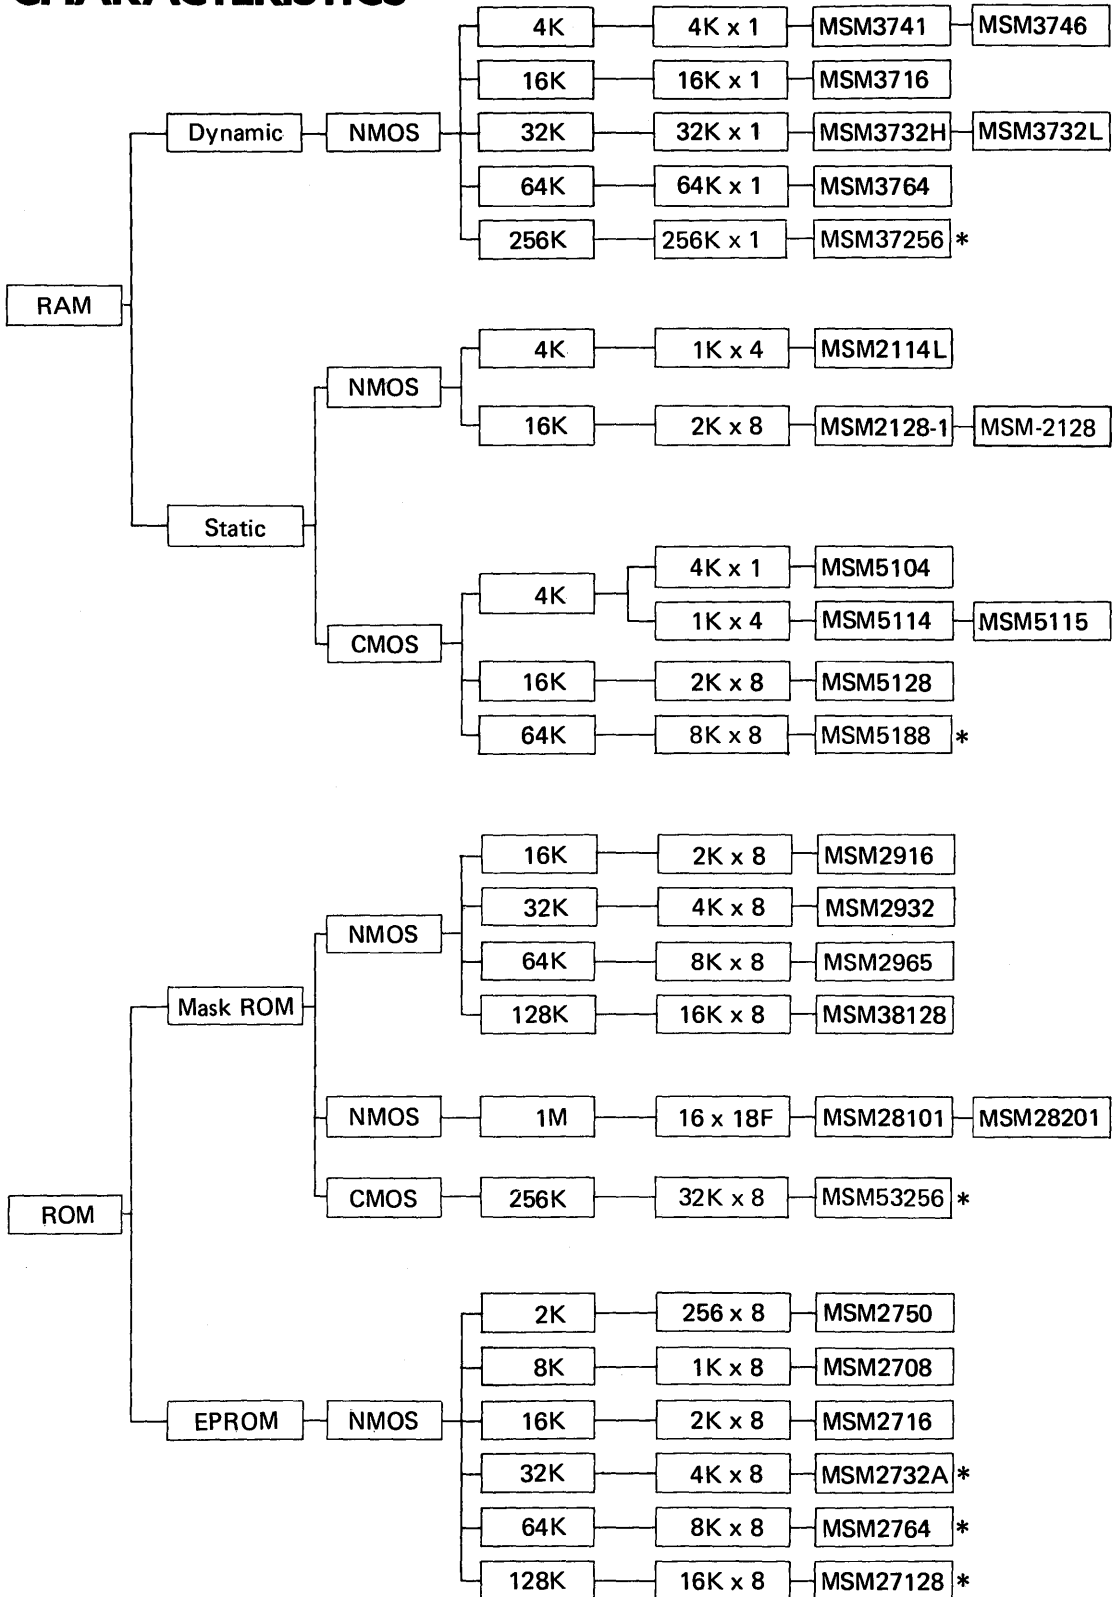 CHARACTERISTICS
4K 4K x 1 MSM3741 MSM3746
16K 16K x 1 MSM3716
Dynamic NMOS 32K 32K x 1 MSM3732H MSM3732L
64K 64K x 1 MSM3764
256K 256K x 1 MSM37256 *
RAM
4K 1K x 4 MSM2114L
NMOS
16K 2K x 8 MSM2128-1 MSM-2128
Static
4K x 1 MSM5104
4K
1K x 4 MSM5114 MSM5115
CMOS
16K 2K x 8 MSM5128
64K 8K x 8 MSM5188 *
16K 2K x 8 MSM2916
32K 4K x 8 MSM2932
NMOS
64K 8K x 8 MSM2965
Mask ROM 128K 16K x 8 MSM38128
NMOS 1M 16 x 18F MSM28101 MSM28201
CMOS 256K 32K x 8 MSM53256 *
ROM
2K 256 x 8 MSM2750
8K 1K x 8 MSM2708
EPROM NMOS 16K 2K x 8 MSM2716
32K 4K x 8 MSM2732A *
64K 8K x 8 MSM2764 *
128K 16K x 8 MSM27128 *